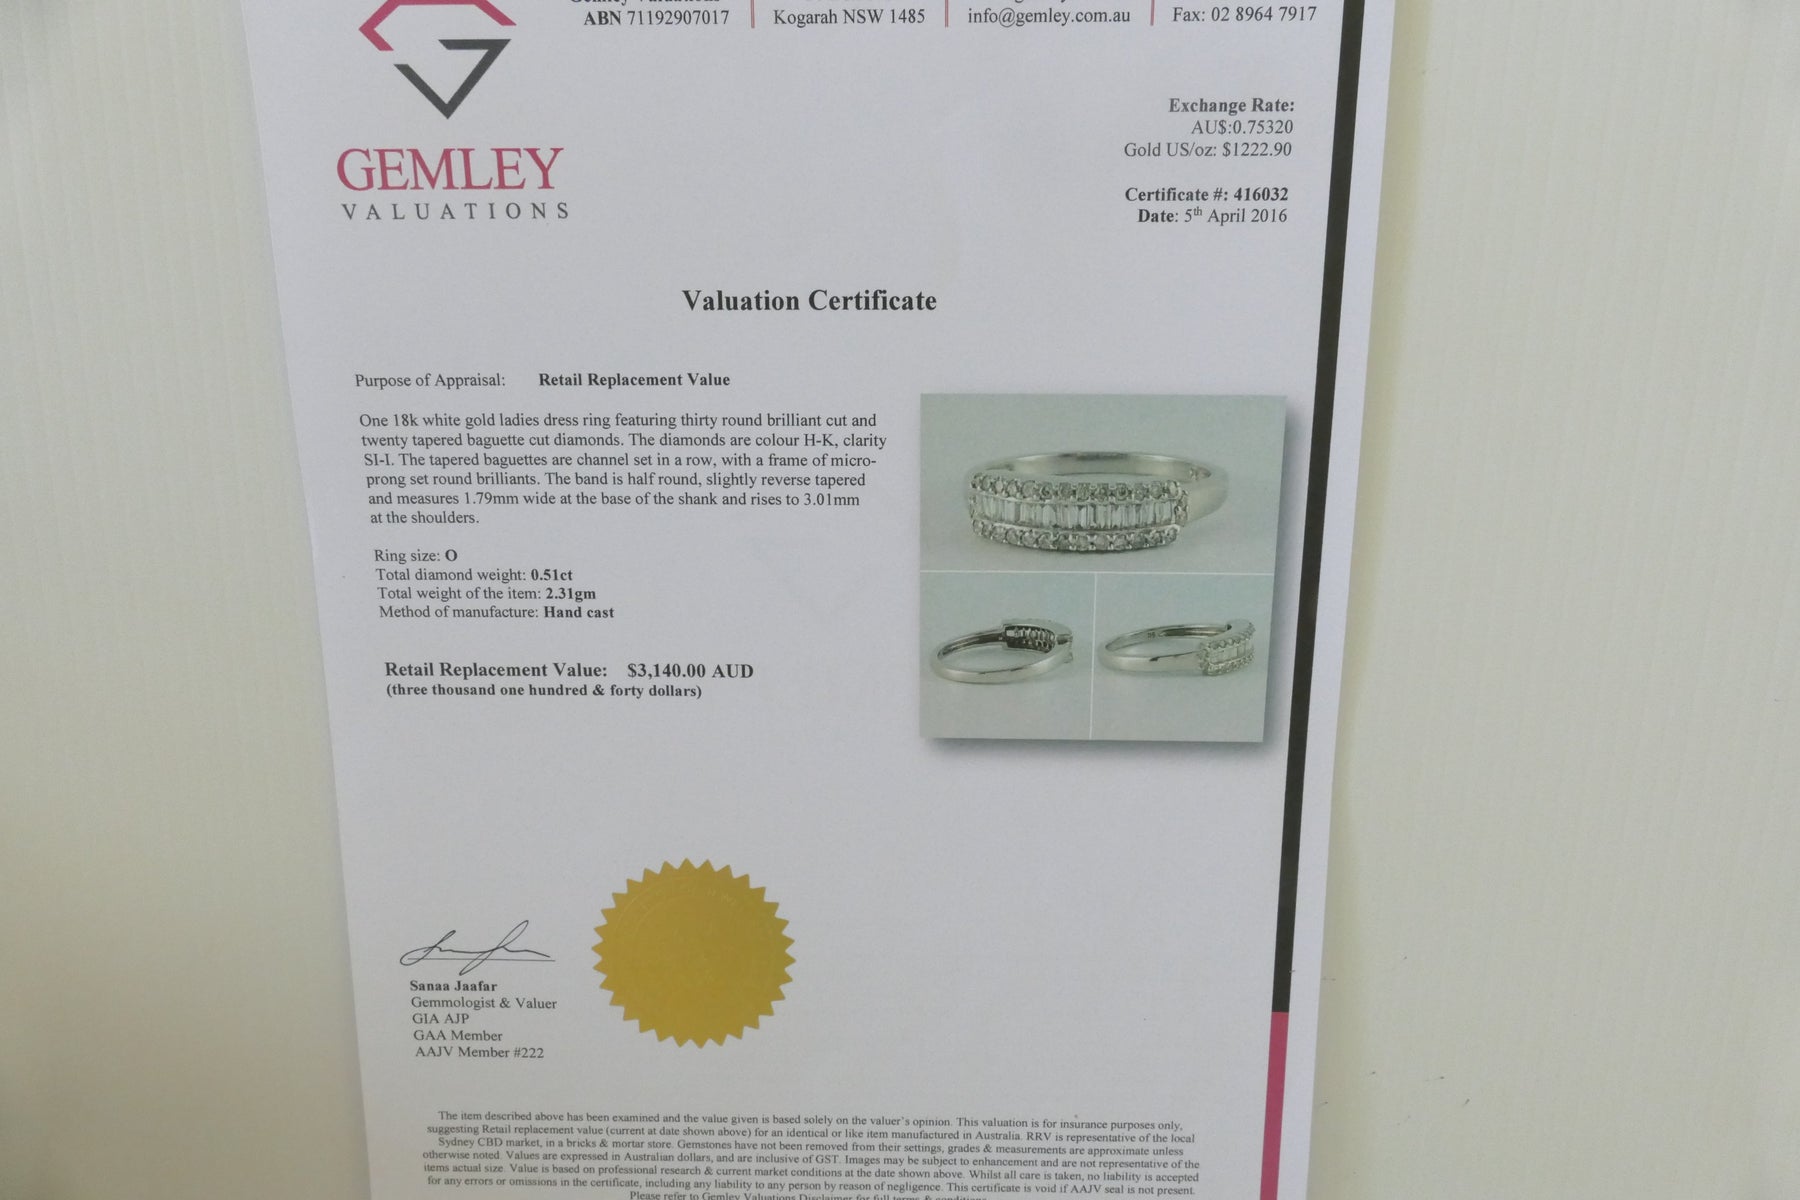 ABN 71192907017
Kogarah NSW 1485
info@gemley.com.au
Fax: 02 8964 7917
GEMLEY
VALUATIONS
Exchange Rate:
AU$:0.75320
Gold US/oz: $1222.90
Certificate #: 416032
Date: 5th April 2016
Valuation Certificate
Purpose of Appraisal: Retail Replacement Value
One 18k white gold ladies dress ring featuring thirty round brilliant cut and
twenty tapered baguette cut diamonds. The diamonds are colour H-K, clarity
SI-I. The tapered baguettes are channel set in a row, with a frame of micro-
prong set round brilliants. The band is half round, slightly reverse tapered
and measures 1.79mm wide at the base of the shank and rises to 3.01mm
at the shoulders.
Ring size: O
Total diamond weight: 0.51ct
Total weight of the item: 2.31gm
Method of manufacture: Hand cast
Retail Replacement Value: $3,140.00 AUD
(three thousand one hundred & forty dollars)
Sanaa Jaafar
Gemmologist & Valuer
GIA AJP
GAA Member
AAJV Member #222
The item described above has been examined and the value given is based solely on the valuer's opinion. This valuation is for insurance purposes only,
suggesting Retail replacement value (current at date shown above) for an identical or like item manufactured in Australia. RRV is representative of the local
Sydney CBD market, in a bricks & mortar store. Gemstones have not been removed from their settings, grades & measurements are approximate unless
otherwise noted. Values are expressed in Australian dollars, and are inclusive of GST. Images may be subject to enhancement and are not representative of the
items actual size. Value is based on professional research & current market conditions at the date shown above. Whilst all care is taken, no liability is accepted
for any errors or omissions in the certificate, including any liability to any person by reason of negligence. This certificate is void if AAJV seal is not present.
Please refer to Gemley Valuations Disclaimer for full terms & conditions